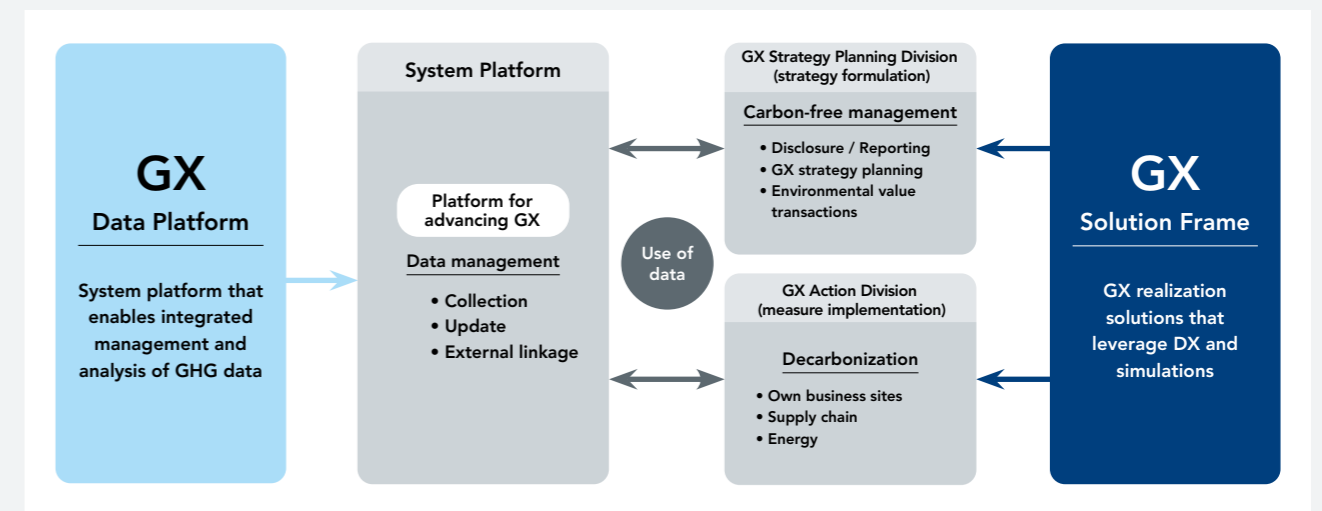 GX
Data Platform
System platform that
enables integrated
management and
analysis of GHG data
System Platform
Platform for
advancing GX
Data management
• Collection
• Update
• External linkage
Use of
data
GX Strategy Planning Division
(strategy formulation)
Carbon-free management
• Disclosure / Reporting
• GX strategy planning
• Environmental value
transactions
GX Action Division
(measure implementation)
Decarbonization
• Own business sites
• Supply chain
• Energy
GX
Solution Frame
GX realization
solutions that
leverage DX and
simulations